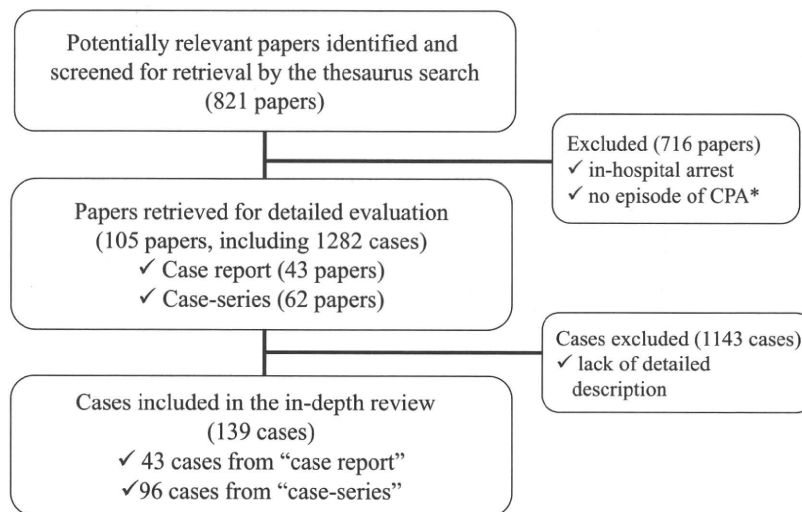 Potentially relevant papers identified and
screened for retrieval by the thesaurus search
(821 papers)
Excluded (716 papers)
✓ in-hospital arrest
✓ no episode of CPA*
Papers retrieved for detailed evaluation
(105 papers, including 1282 cases)
✓ Case report (43 papers)
✓ Case-series (62 papers)
Cases excluded (1143 cases)
✓ lack of detailed
description
Cases included in the in-depth review
(139 cases)
✓ 43 cases from “case report”
✓96 cases from “case-series”